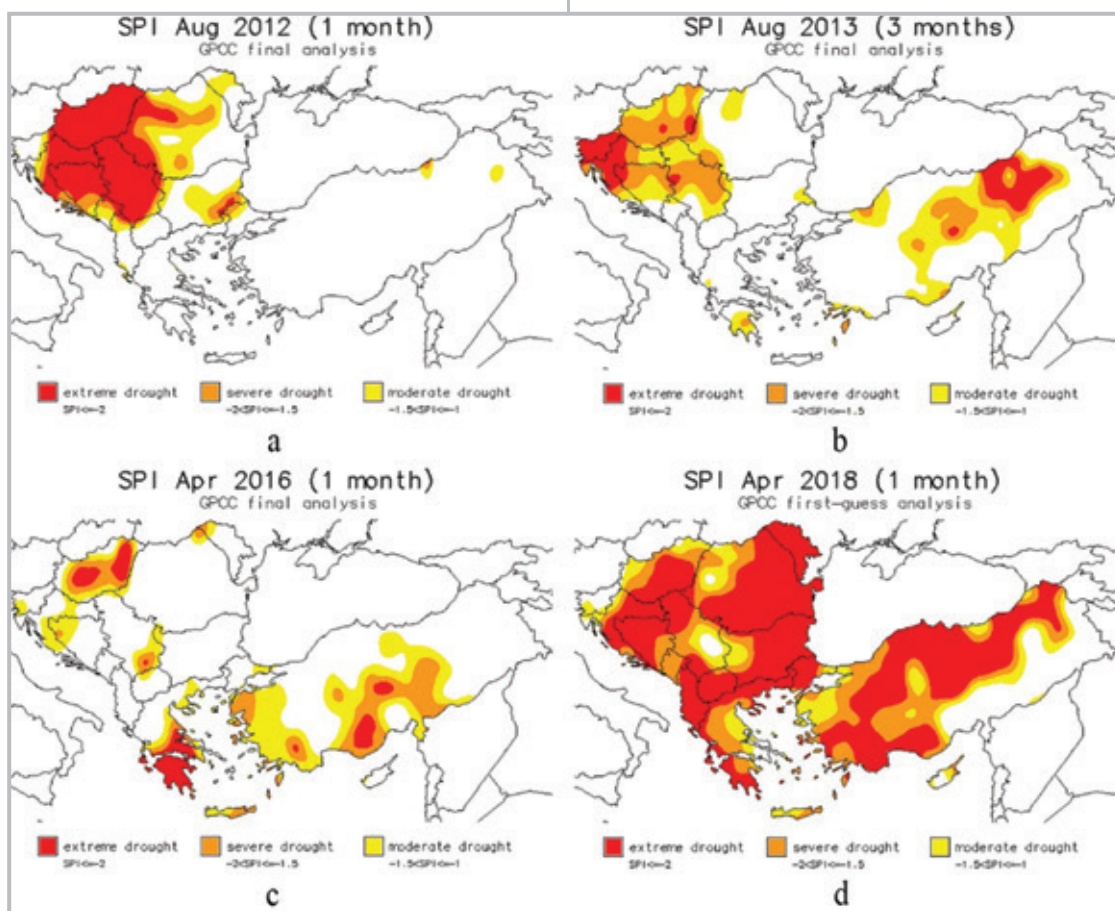 SPI Aug 2012 (1 month)
GPCC final analysis
extreme drought severe drought moderate drought
SPI<=-2 -2<SPI<=-1.5 -1.5<SPI<=-1
a
SPI Aug 2013 (3 months)
GPCC final analysis
extreme drought severe drought moderate drought
SPI<=-2 -2<SPI<=-1.5 -1.5<SPI<=-1
b
SPI Apr 2016 (1 month)
GPCC final analysis
extreme drought severe drought moderate drought
SPI<=-2 -2<SPI<=-1.5 -1.5<SPI<=-1
c
SPI Apr 2018 (1 month)
GPCC first-guess analysis
extreme drought severe drought moderate drought
SPI<=-2 -2<SPI<=-1.5 -1.5<SPI<=-1
d